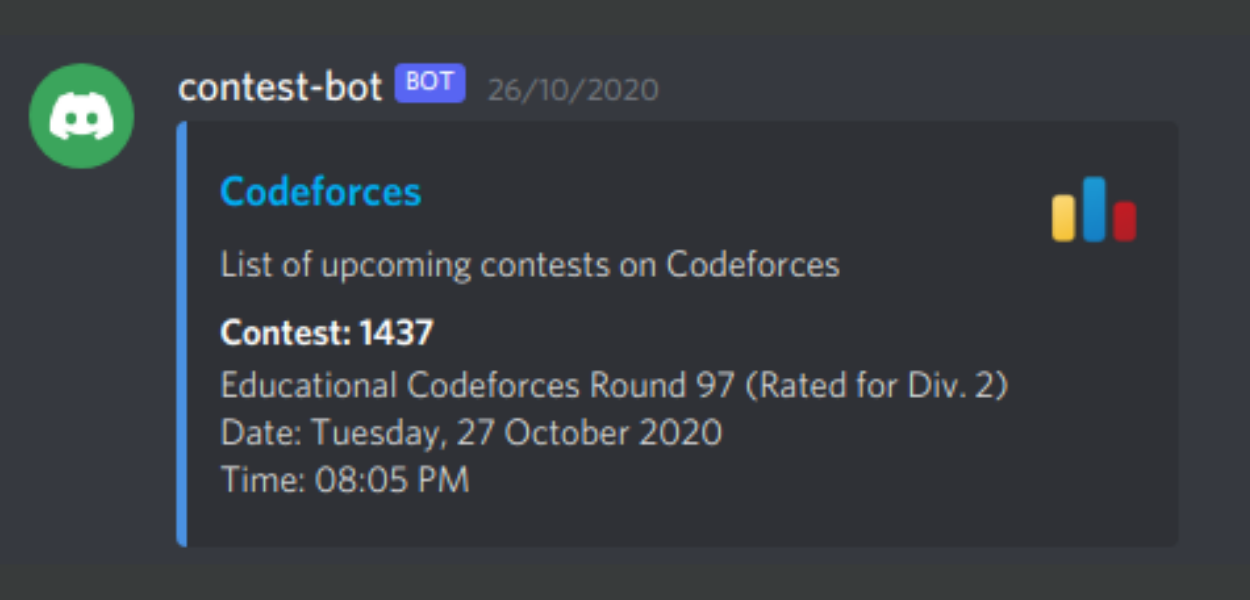 contest-bot BOT 26/10/2020
Codeforces
List of upcoming contests on Codeforces
Contest: 1437
Educational Codeforces Round 97 (Rated for Div. 2)
Date: Tuesday, 27 October 2020
Time: 08:05 PM